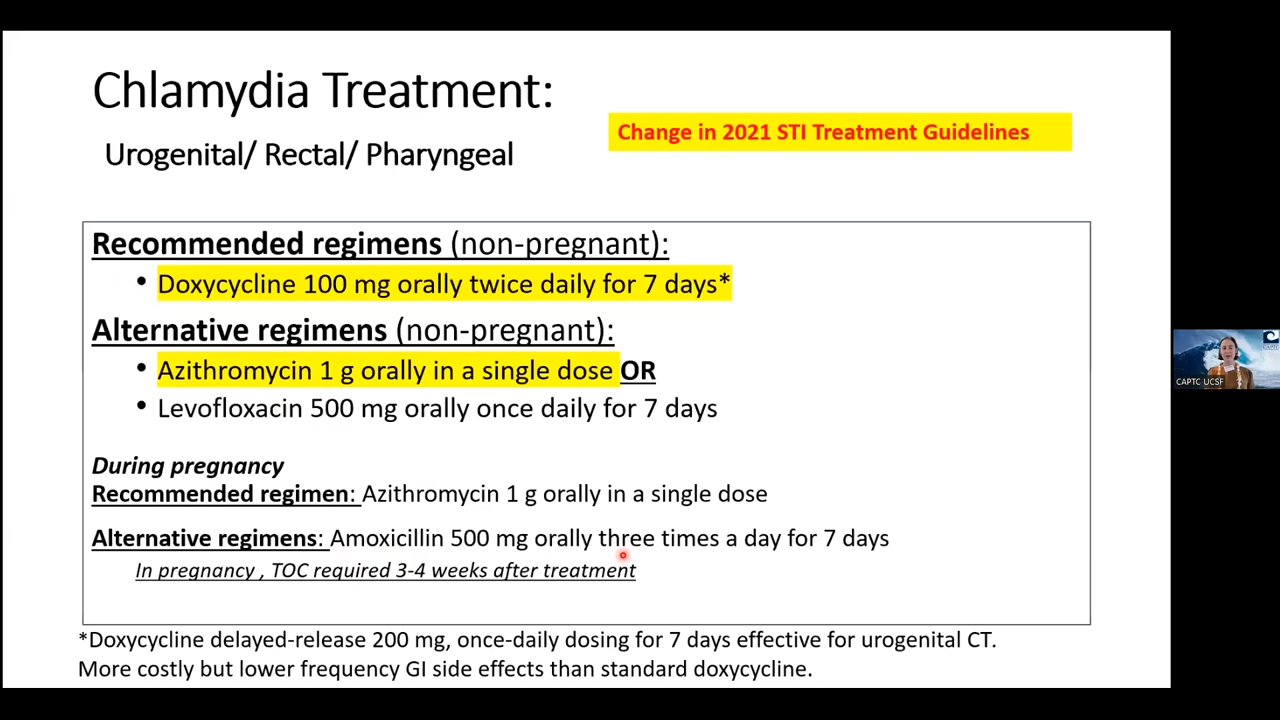 Chlamydia Treatment:
Change in 2021 STI Treatment Guidelines
Urogenital/ Rectal/ Pharyngeal
Recommended regimens (non-pregnant):
• Doxycycline 100 mg orally twice daily for 7 days*
Alternative regimens (non-pregnant):
• Azithromycin 1 g orally in a single dose OR
• Levofloxacin 500 mg orally once daily for 7 days
During pregnancy
Recommended regimen: Azithromycin 1 g orally in a single dose
Alternative regimens: Amoxicillin 500 mg orally three times a day for 7 days
In pregnancy , TOC required 3-4 weeks after treatment
*Doxycycline delayed-release 200 mg, once-daily dosing for 7 days effective for urogenital CT.
More costly but lower frequency GI side effects than standard doxycycline.
CAPTC UCSF